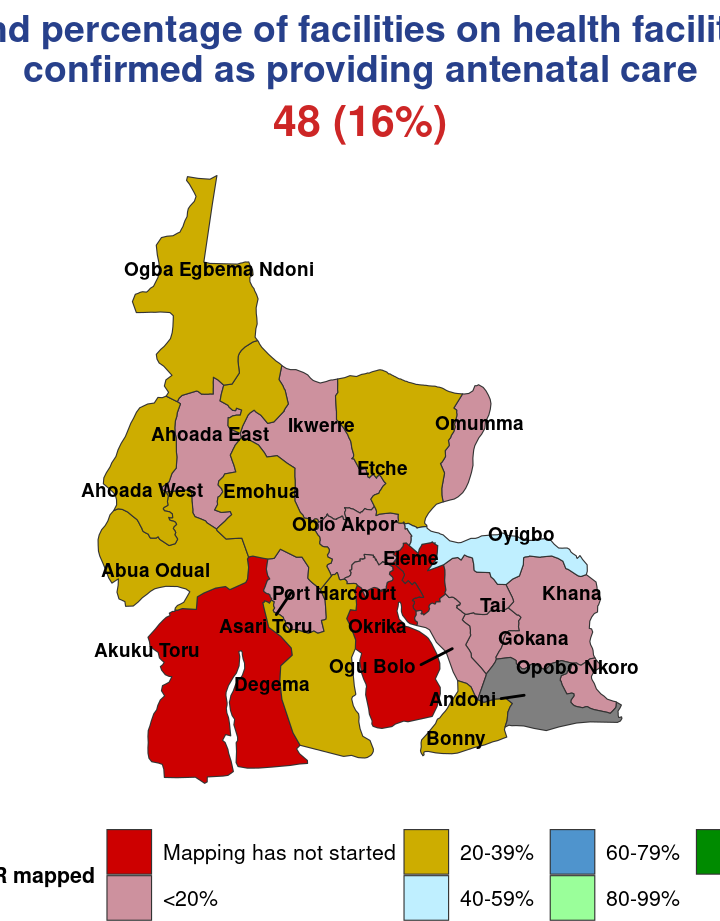 percentage of facilities on health
confirmed as providing antenatal care
48 (16%)
Ogba Egbema Ndoni
Ikwerre
Omumma
Ahoada East
Etche
Ahoada West
Emohua
Obio Akpor
Oyigbo
Eleme
Abua Odual
Port Harcourt
Khana
Tai
Asari Toru
Okrika
Gokana
Akuku Toru
Ogu Bolo
Opobo Nkoro
Degema
Andoni
Bonny
Mapping has not started
20-39%
60-79%
mapped
<20%
40-59%
80-99%